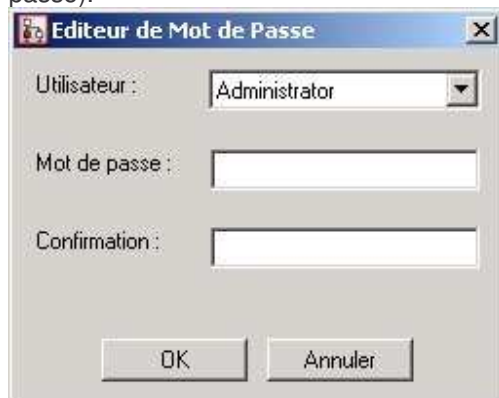 passe).
Editeur de Mot de Passe
Utilisateur : Administrator
Mot de passe :
Confirmation :
OK Annuler